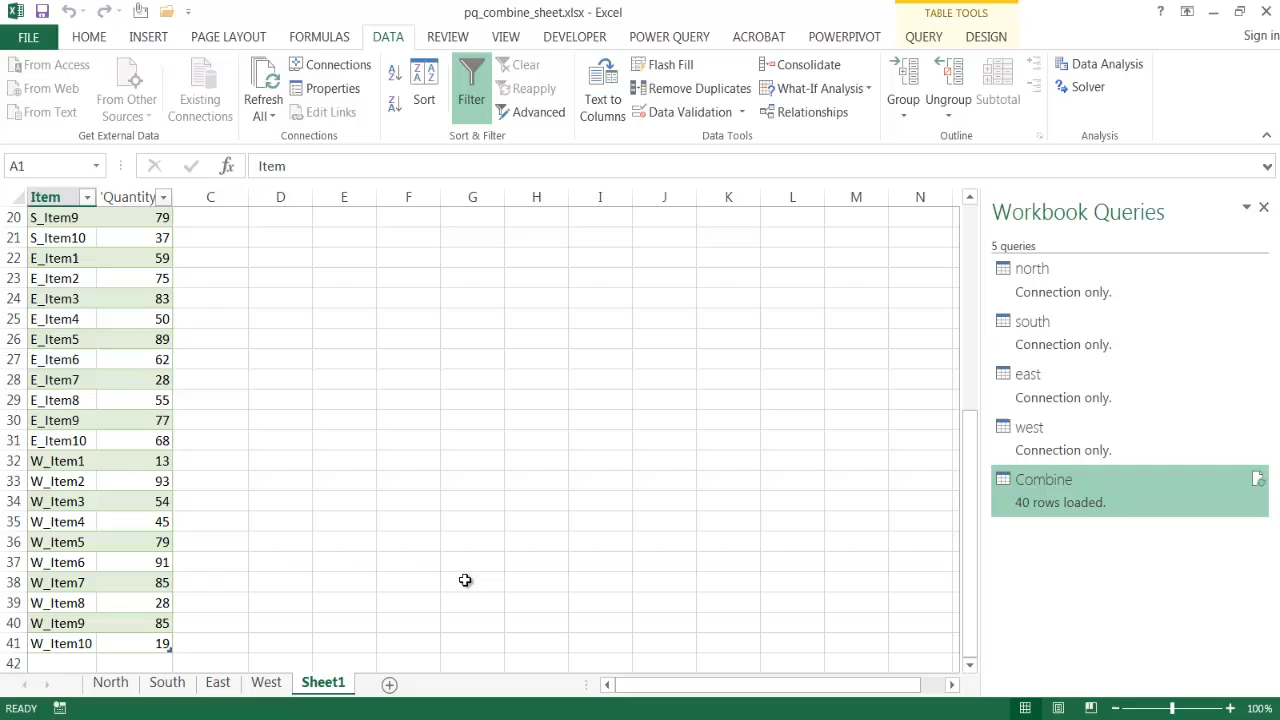 pq_combine_sheet.xlsx - Excel
TABLE TOOLS
?
FILE HOME INSERT PAGE LAYOUT FORMULAS DATA REVIEW VIEW DEVELOPER POWER QUERY ACROBAT POWERPIVOT QUERY DESIGN Sign in
From Access
From Web
From Text
From Other Sources
Existing Connections
Get External Data
Refresh All
Connections
Properties
Edit Links
Connections
Sort
Filter
Clear
Reapply
Advanced
Sort & Filter
Text to Columns
Flash Fill
Remove Duplicates
Data Validation
Consolidate
What-If Analysis
Relationships
Data Tools
Group
Ungroup
Subtotal
Outline
Data Analysis
Solver
Analysis
A1 fx Item
Item 'Quantity C D E F G H I J K L M N
20 S_Item9 79
21 S_Item10 37
22 E_Item1 59
23 E_Item2 75
24 E_Item3 83
25 E_Item4 50
26 E_Item5 89
27 E_Item6 62
28 E_Item7 28
29 E_Item8 55
30 E_Item9 77
31 E_Item10 68
32 W_Item1 13
33 W_Item2 93
34 W_Item3 54
35 W_Item4 45
36 W_Item5 79
37 W_Item6 91
38 W_Item7 85
39 W_Item8 28
40 W_Item9 85
41 W_Item10 19
42
Workbook Queries
5 queries
north
Connection only.
south
Connection only.
east
Connection only.
west
Connection only.
Combine
40 rows loaded.
North South East West Sheet1
READY 100%